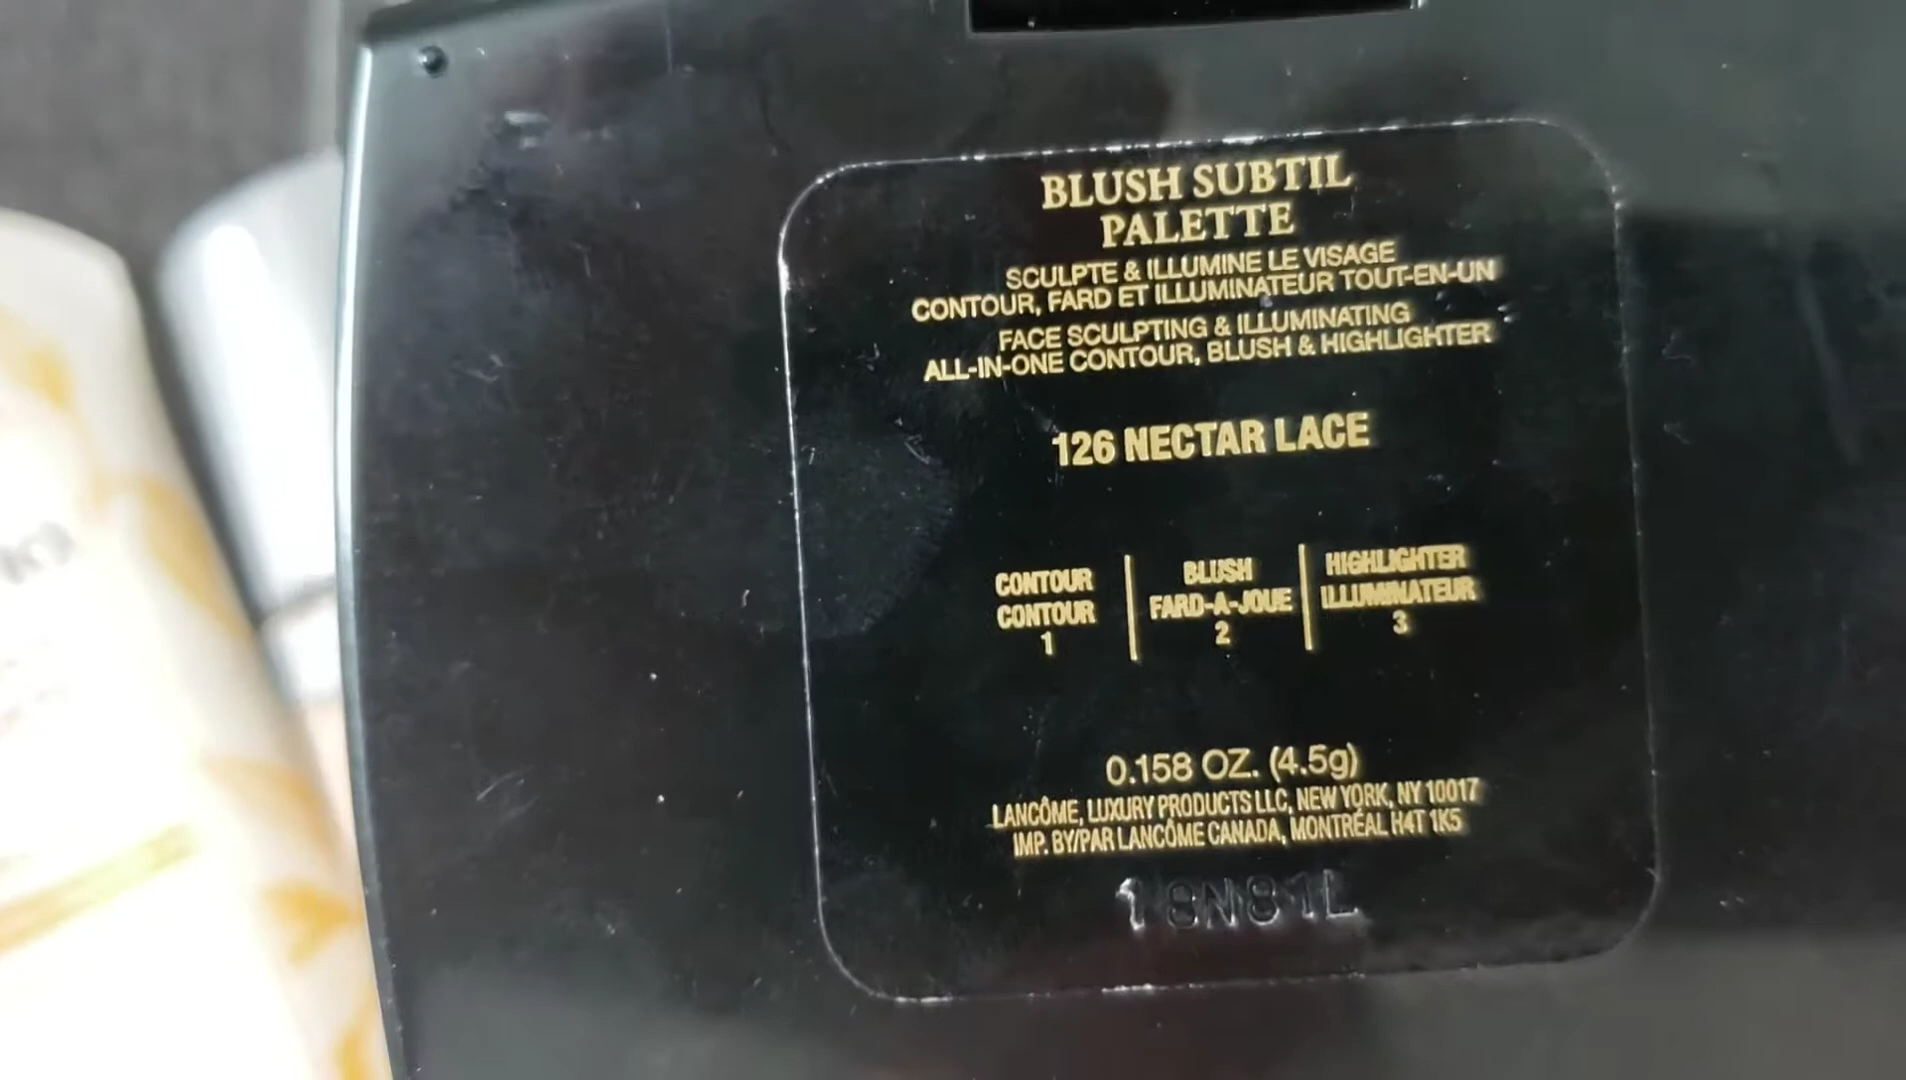 BLUSH SUBTIL
PALETTE
SCULPTE & ILLUMINE LE VISAGE
CONTOUR, FARD ET ILLUMINATEUR TOUT-EN-UN
FACE SCULPTING & ILLUMINATING
ALL-IN-ONE CONTOUR, BLUSH & HIGHLIGHTER
126 NECTAR LACE
CONTOUR
CONTOUR
1
BLUSH
FARD-A-JOUE
2
HIGHLIGHTER
ILLUMINATEUR
3
0.158 OZ. (4.5g)
LANCÔME, LUXURY PRODUCTS LLC, NEW YORK, NY 10017
IMP. BY/PAR LANCÔME CANADA, MONTRÉAL H4T 1K5
18N81L